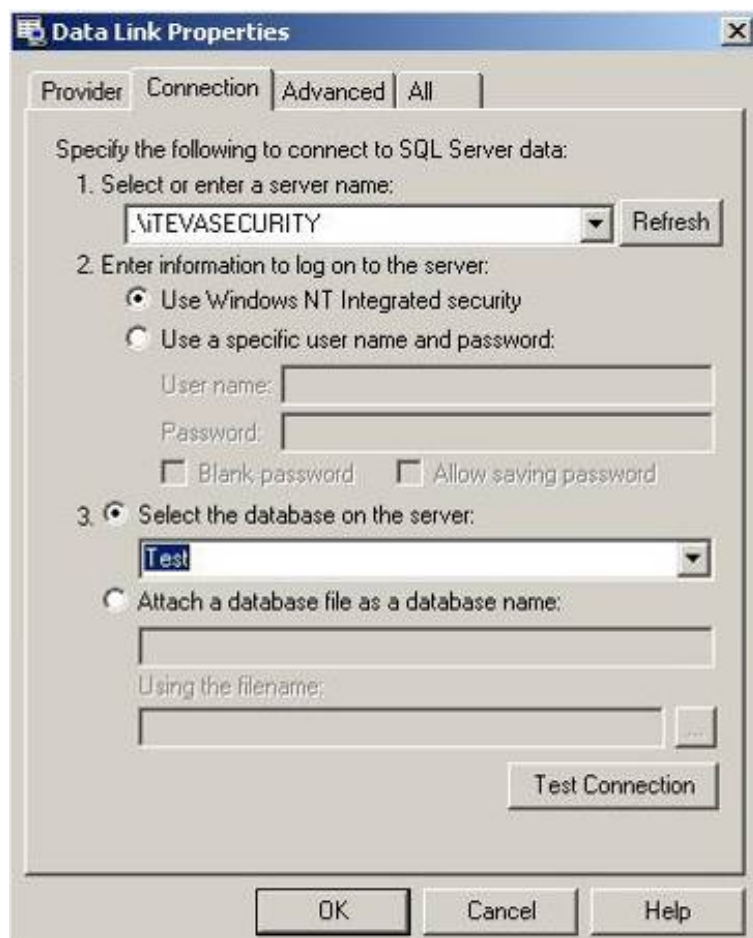 Data Link Properties
Provider Connection Advanced All
Specify the following to connect to SQL Server data:
1. Select or enter a server name:
.\iTEVASECURITY Refresh
2. Enter information to log on to the server:
Use Windows NT Integrated security
Use a specific user name and password:
User name:
Password:
Blank password Allow saving password
3. Select the database on the server:
Test
Attach a database file as a database name:
Using the filename:
...
Test Connection
OK Cancel Help